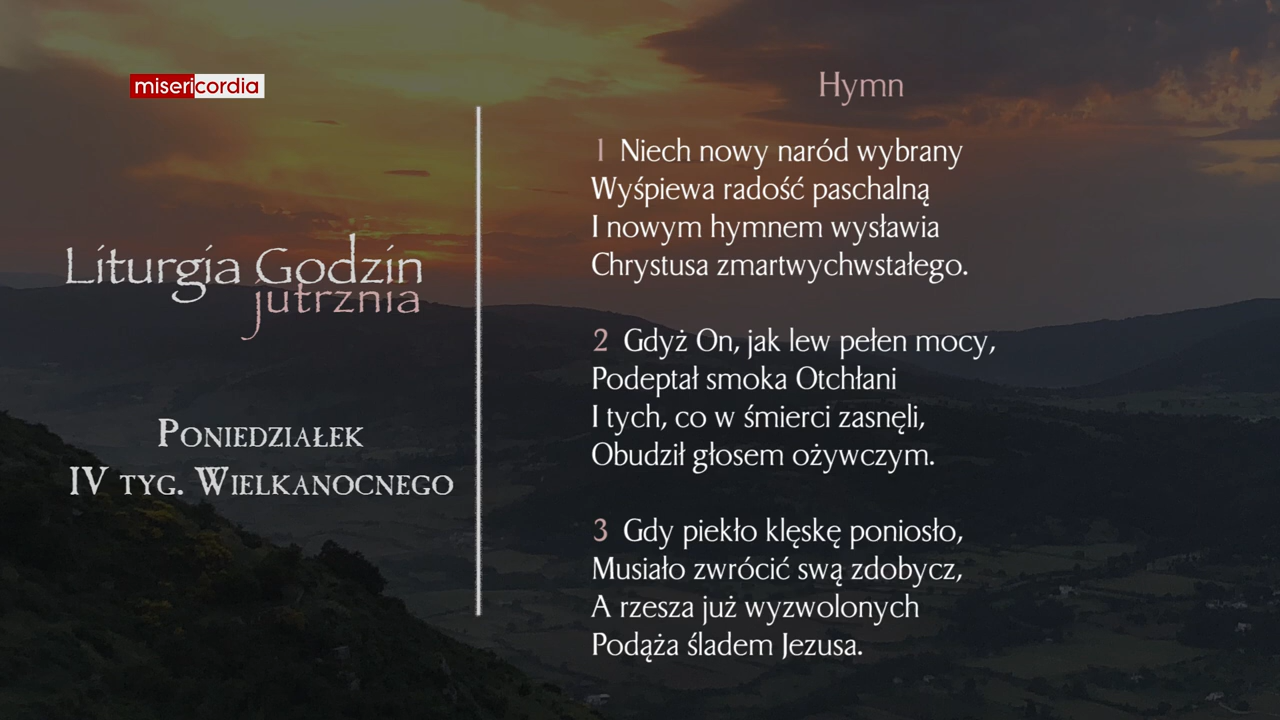 misericordia
Liturgia Godzin
jutrznia
Poniedziałek
IV tyg. Wielkanocnego
Hymn
1 Niech nowy naród wybrany
Wyśpiewa radość paschalną
I nowym hymnem wysławia
Chrystusa zmartwychwstałego.
2 Gdyż On, jak lew pełen mocy,
Podeptał smoka Otchłani
I tych, co w śmierci zasnęli,
Obudził głosem ożywczym.
3 Gdy piekło klęskę poniosło,
Musiało zwrócić swą zdobycz,
A rzesza już wyzwolonych
Podąża śladem Jezusa.